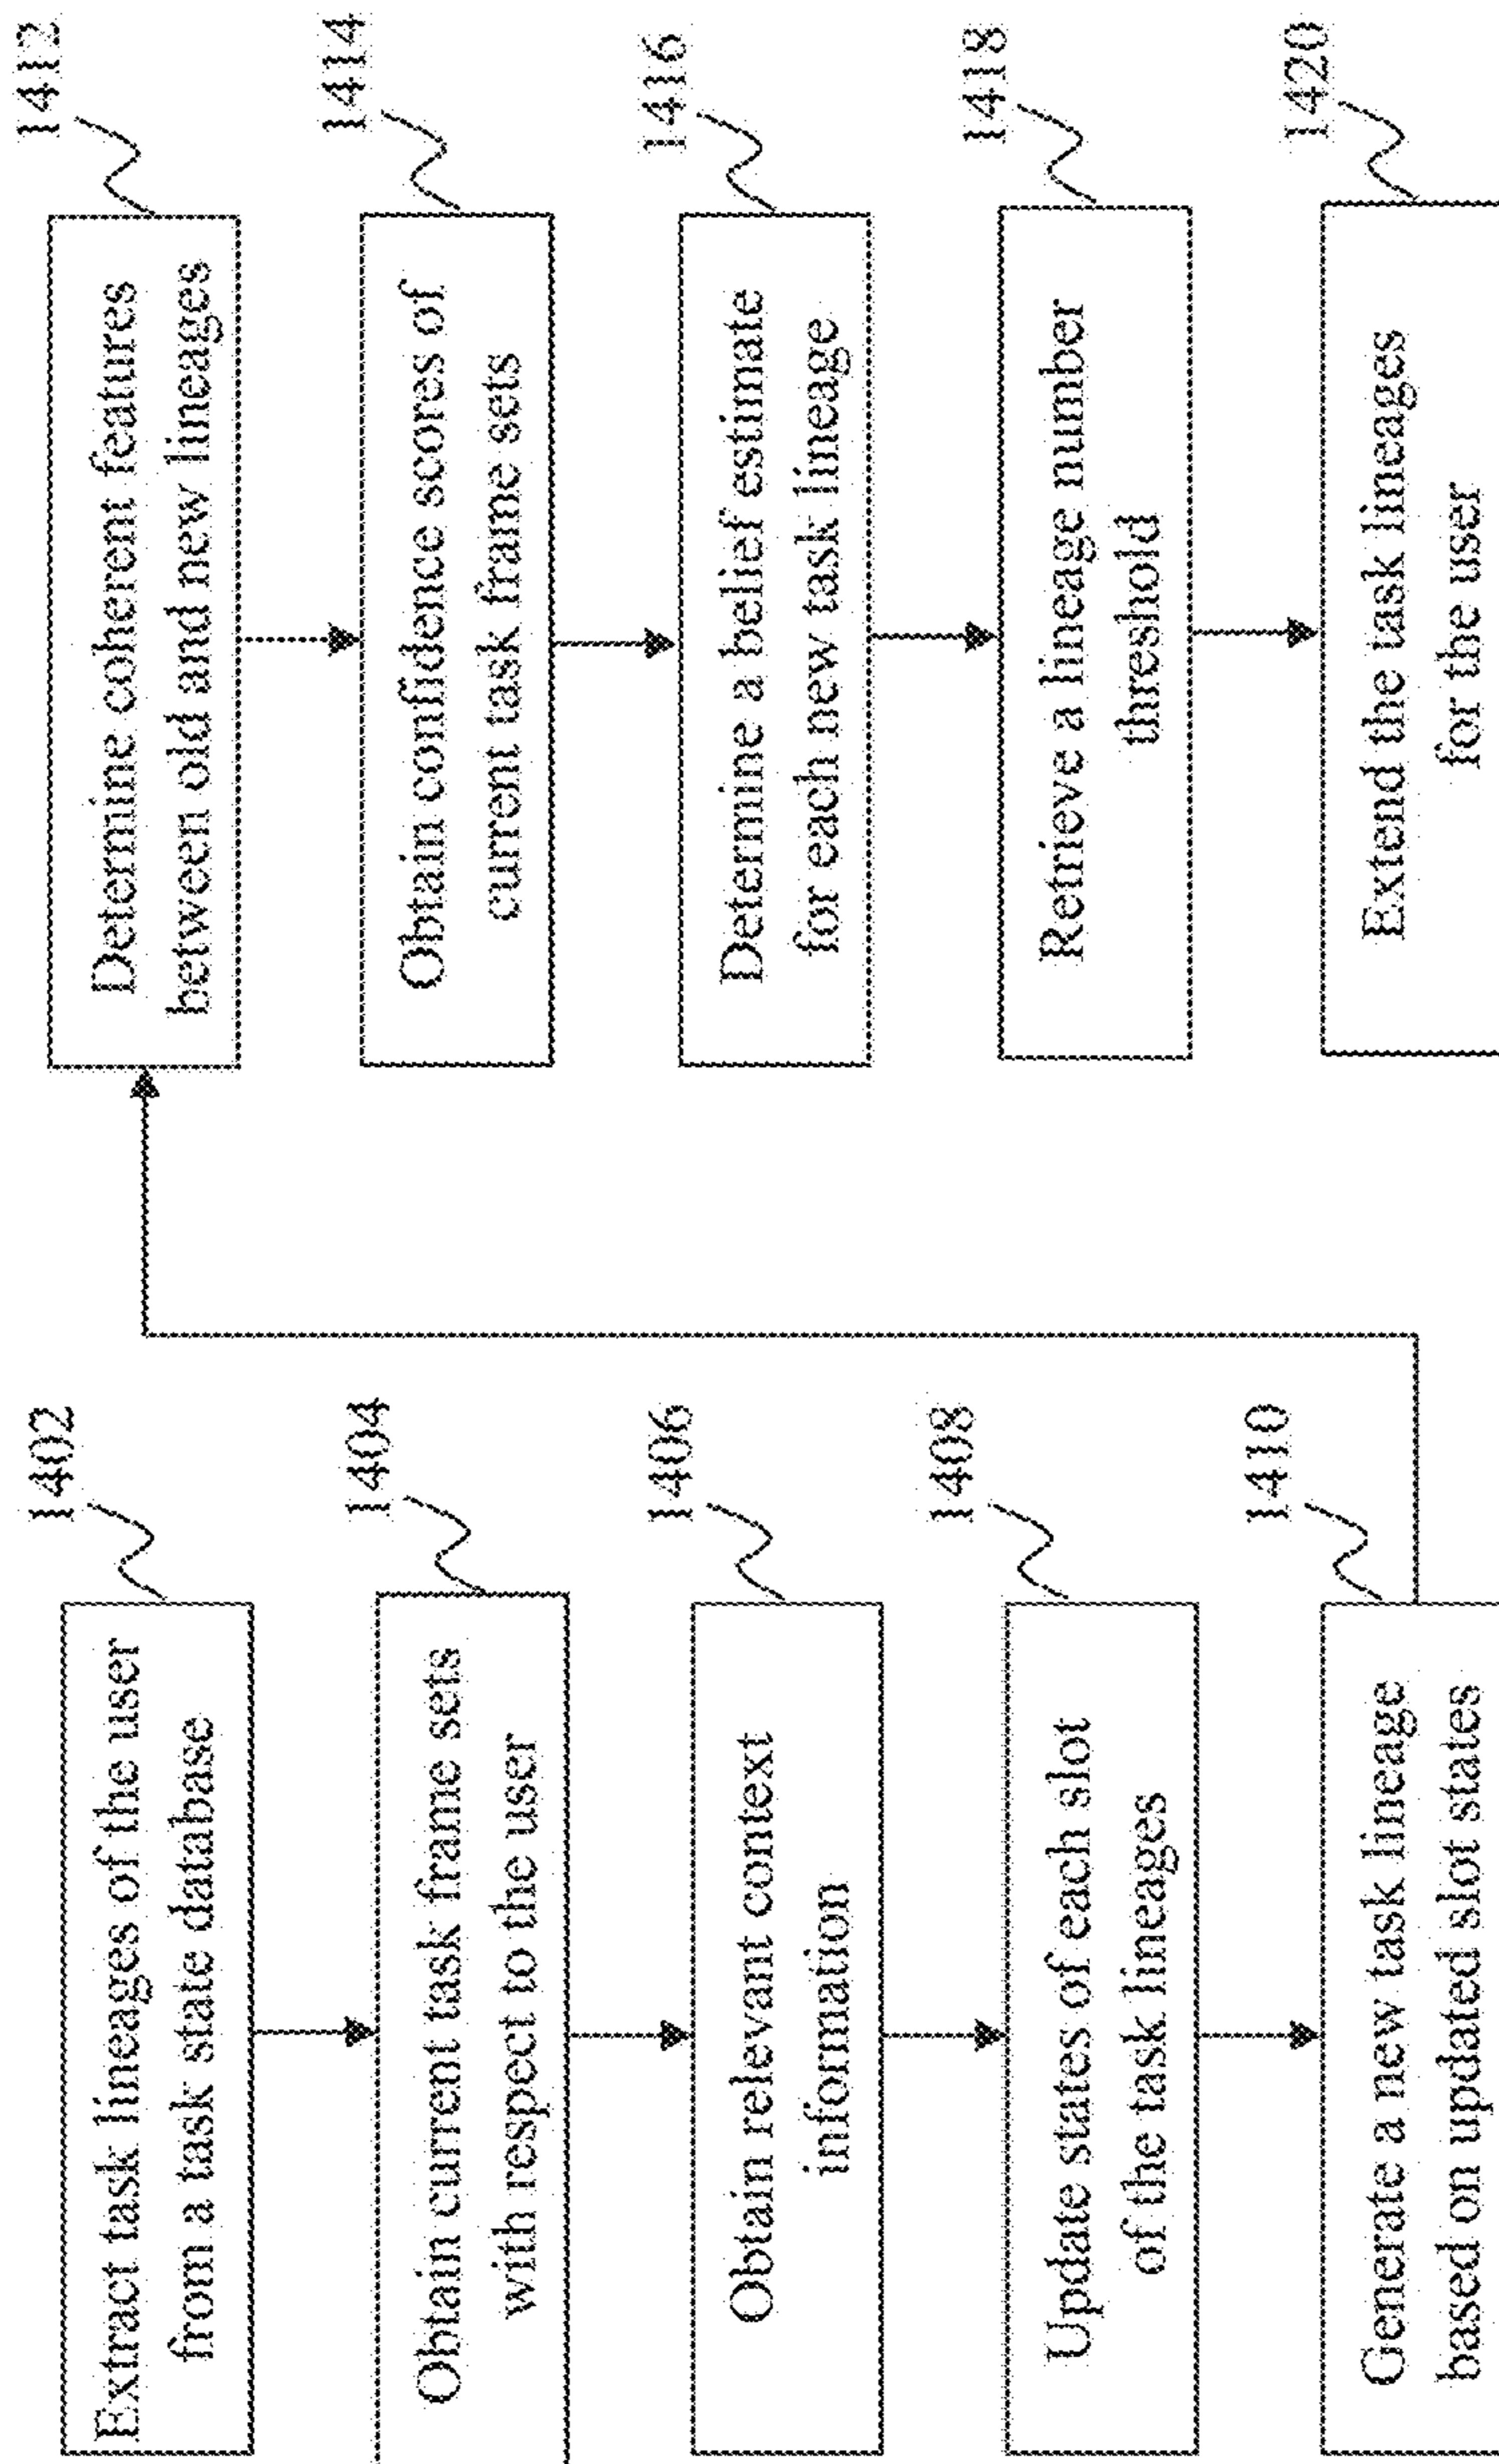 1402
Extract task lineages of the user
from a task state database
1404
Obtain current task frame sets
with respect to the user
1406
Obtain relevant context
information
1408
Update states of each slot
of the task lineages
1410
Generate a new task lineage
based on updated slot states
1412
Determine coherent features
between old and new lineages
1414
Obtain confidence scores of
current task frame sets
1416
Determine a belief estimate
for each new task lineage
1418
Retrieve a lineage number
threshold
1420
Extend the task lineages
for the user